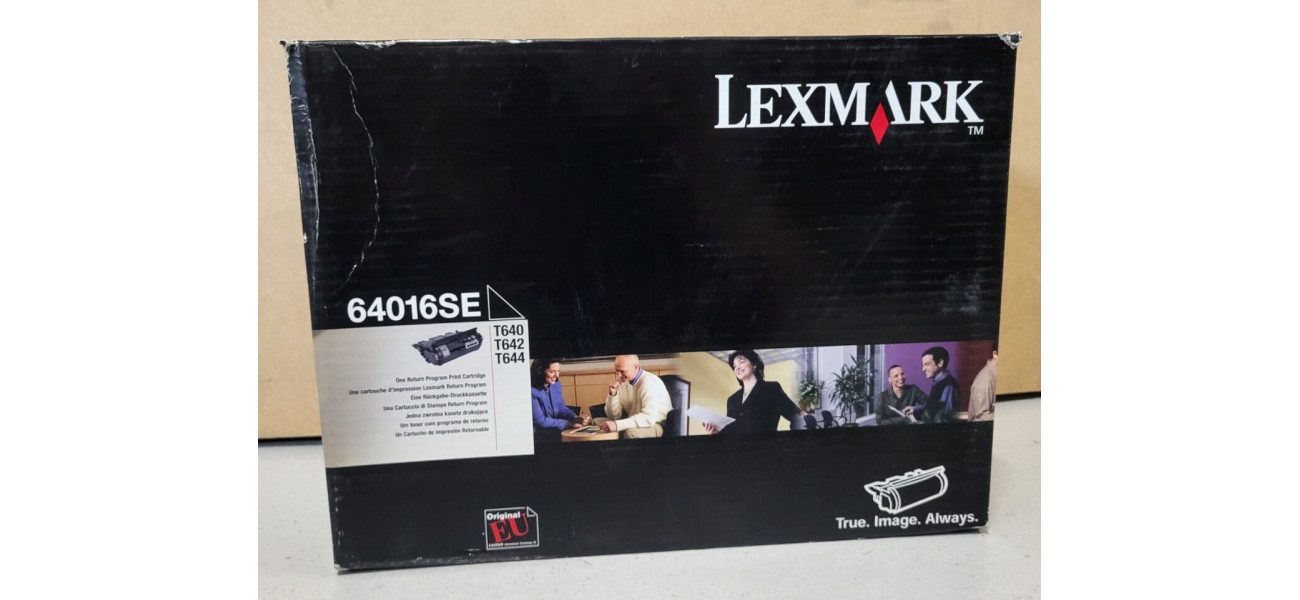 LEXMARK
TM
64016SE
T640
T642
T644
One Return Program Print Cartridge
Une cartouche d'impression Lexmark Return Program
Eine Rückgabe-Druckkassette
Una Cartuccia di Stampa Return Program
Jedna zwrotna kaseta drukująca
Um toner com programa de retorno
Un Cartucho de impresión Retornable
Original
EU
True. Image. Always.